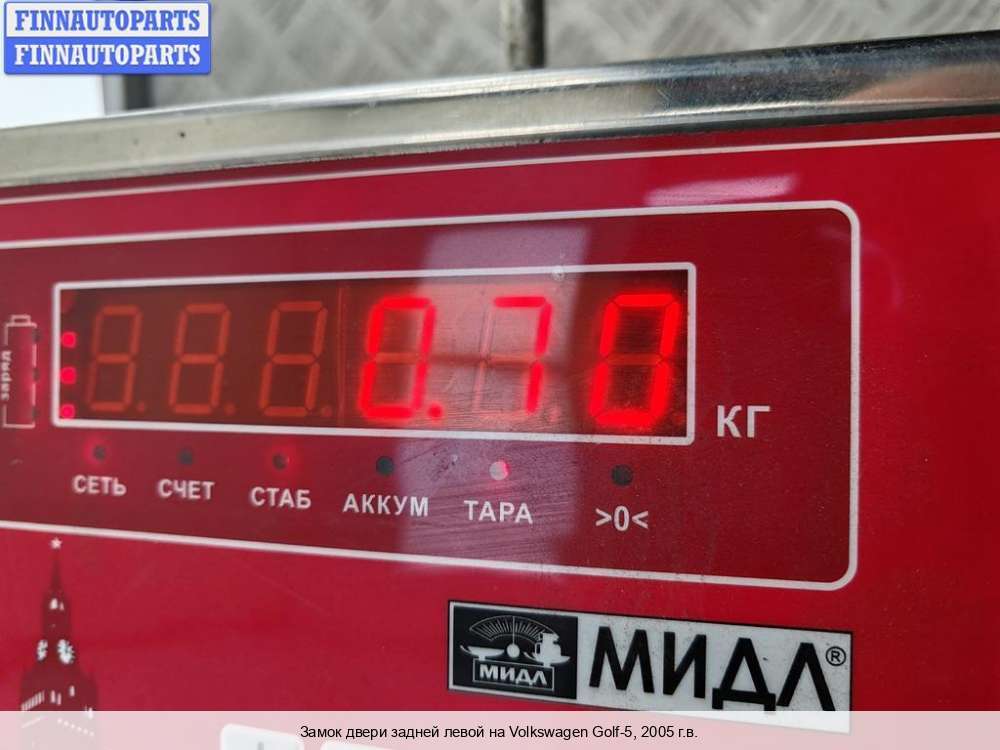 FINNAUTOPARTS
FINNAUTOPARTS
0.70
КГ
заряд
СЕТЬ СЧЕТ СТАБ АККУМ ТАРА >0<
МИДЛ
МИДЛ®
Замок двери задней левой на Volkswagen Golf-5, 2005 г.в.